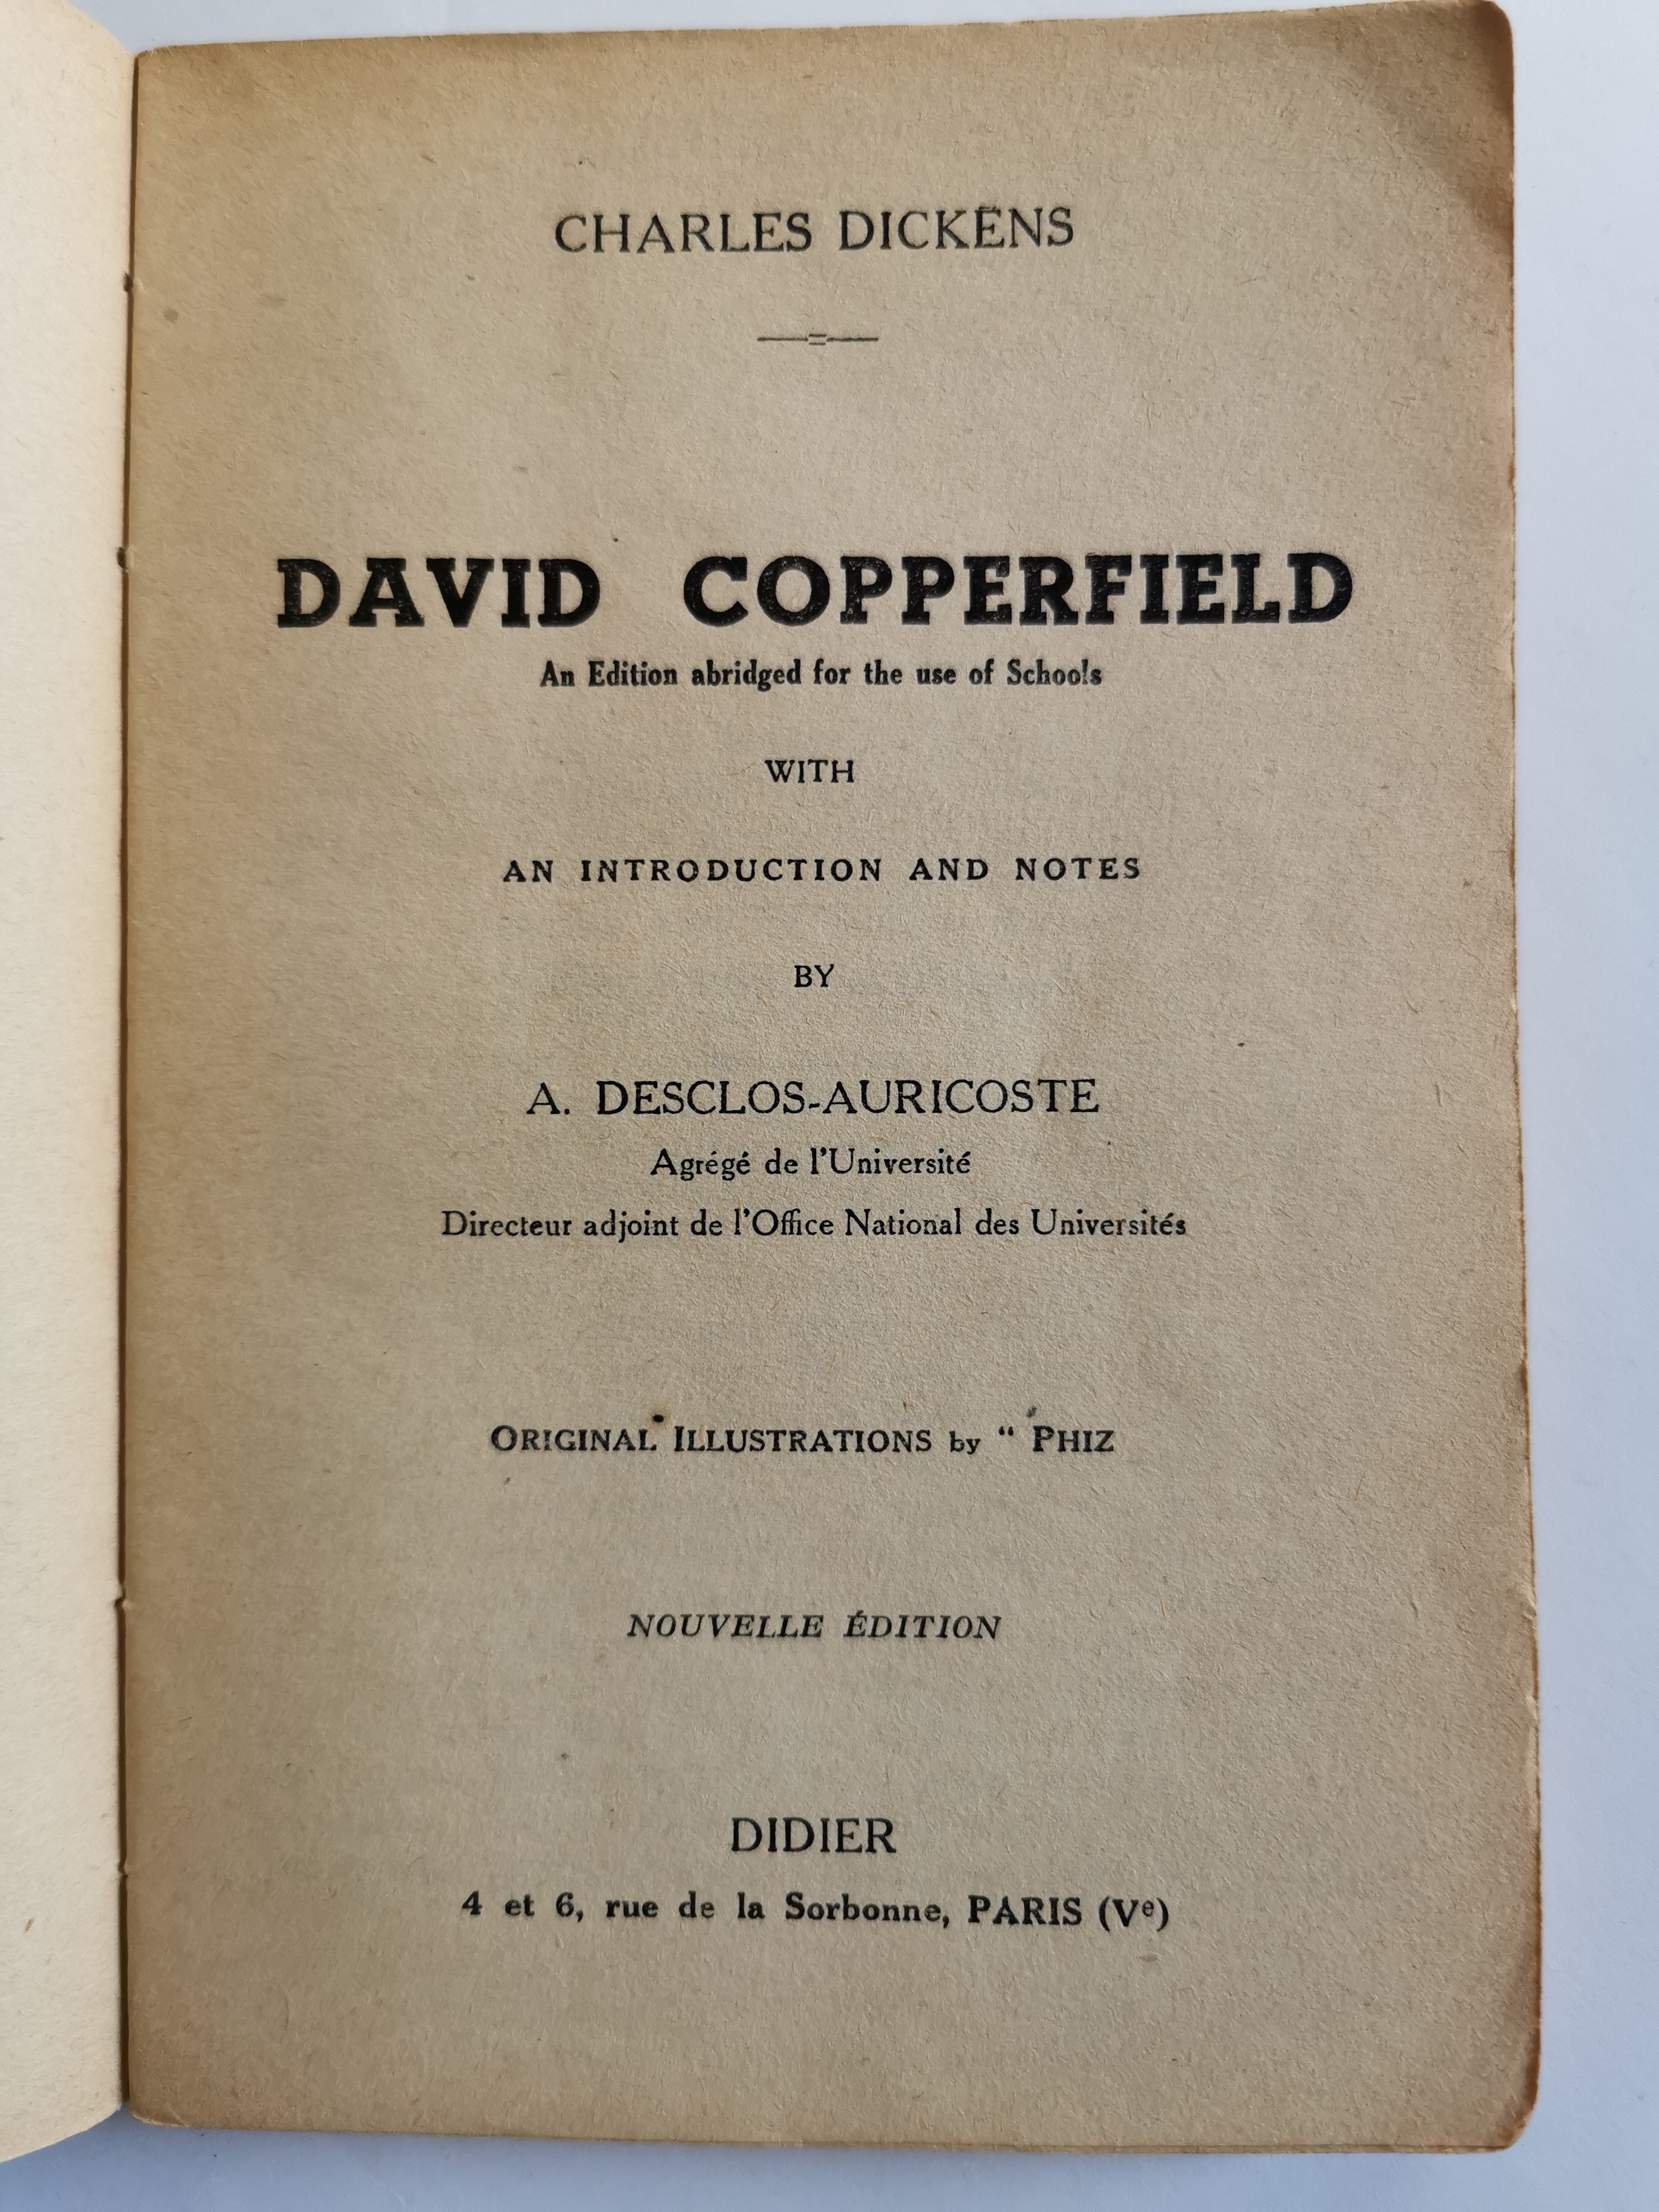 CHARLES DICKENS
DAVID COPPERFIELD
An Edition abridged for the use of Schools
WITH
AN INTRODUCTION AND NOTES
BY
A. DESCLOS-AURICOSTE
Agrégé de l'Université
Directeur adjoint de l'Office National des Universités
ORIGINAL ILLUSTRATIONS by “ PHIZ
NOUVELLE ÉDITION
DIDIER
4 et 6, rue de la Sorbonne, PARIS (Ve)